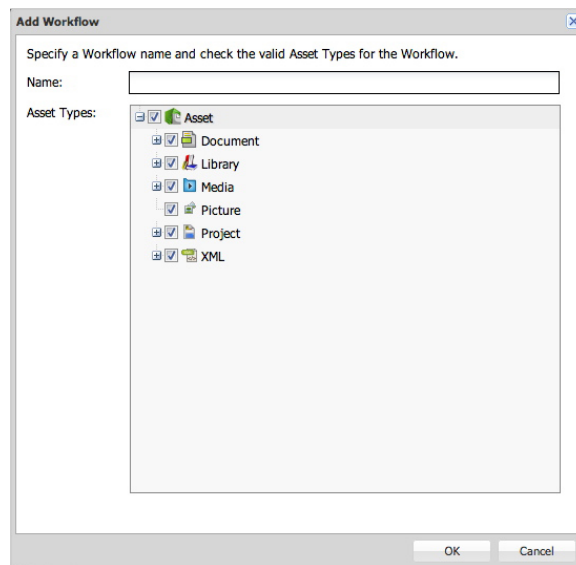 Add Workflow
Specify a Workflow name and check the valid Asset Types for the Workflow.
Name:
Asset Types:
Asset
Document
Library
Media
Picture
Project
XML
OK
Cancel